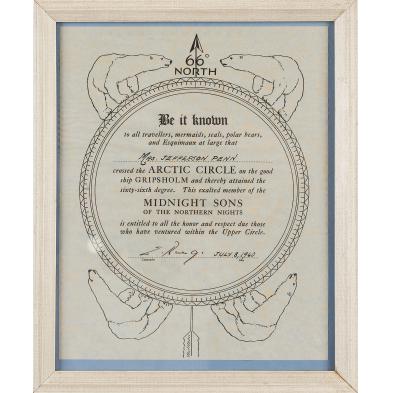 66°
NORTH
Be it known
to all travellers, mermaids, seals, polar bears,
and Esquimaux at large that
Mrs. Jefferson Penn
crossed the ARCTIC CIRCLE on the good
ship GRIPSHOLM and thereby attained the
sixty-sixth degree. This exalted member of the
MIDNIGHT SONS
OF THE NORTHERN NIGHTS
is entitled to all the honor and respect due those
who have ventured within the Upper Circle.
JULY 8, 1960